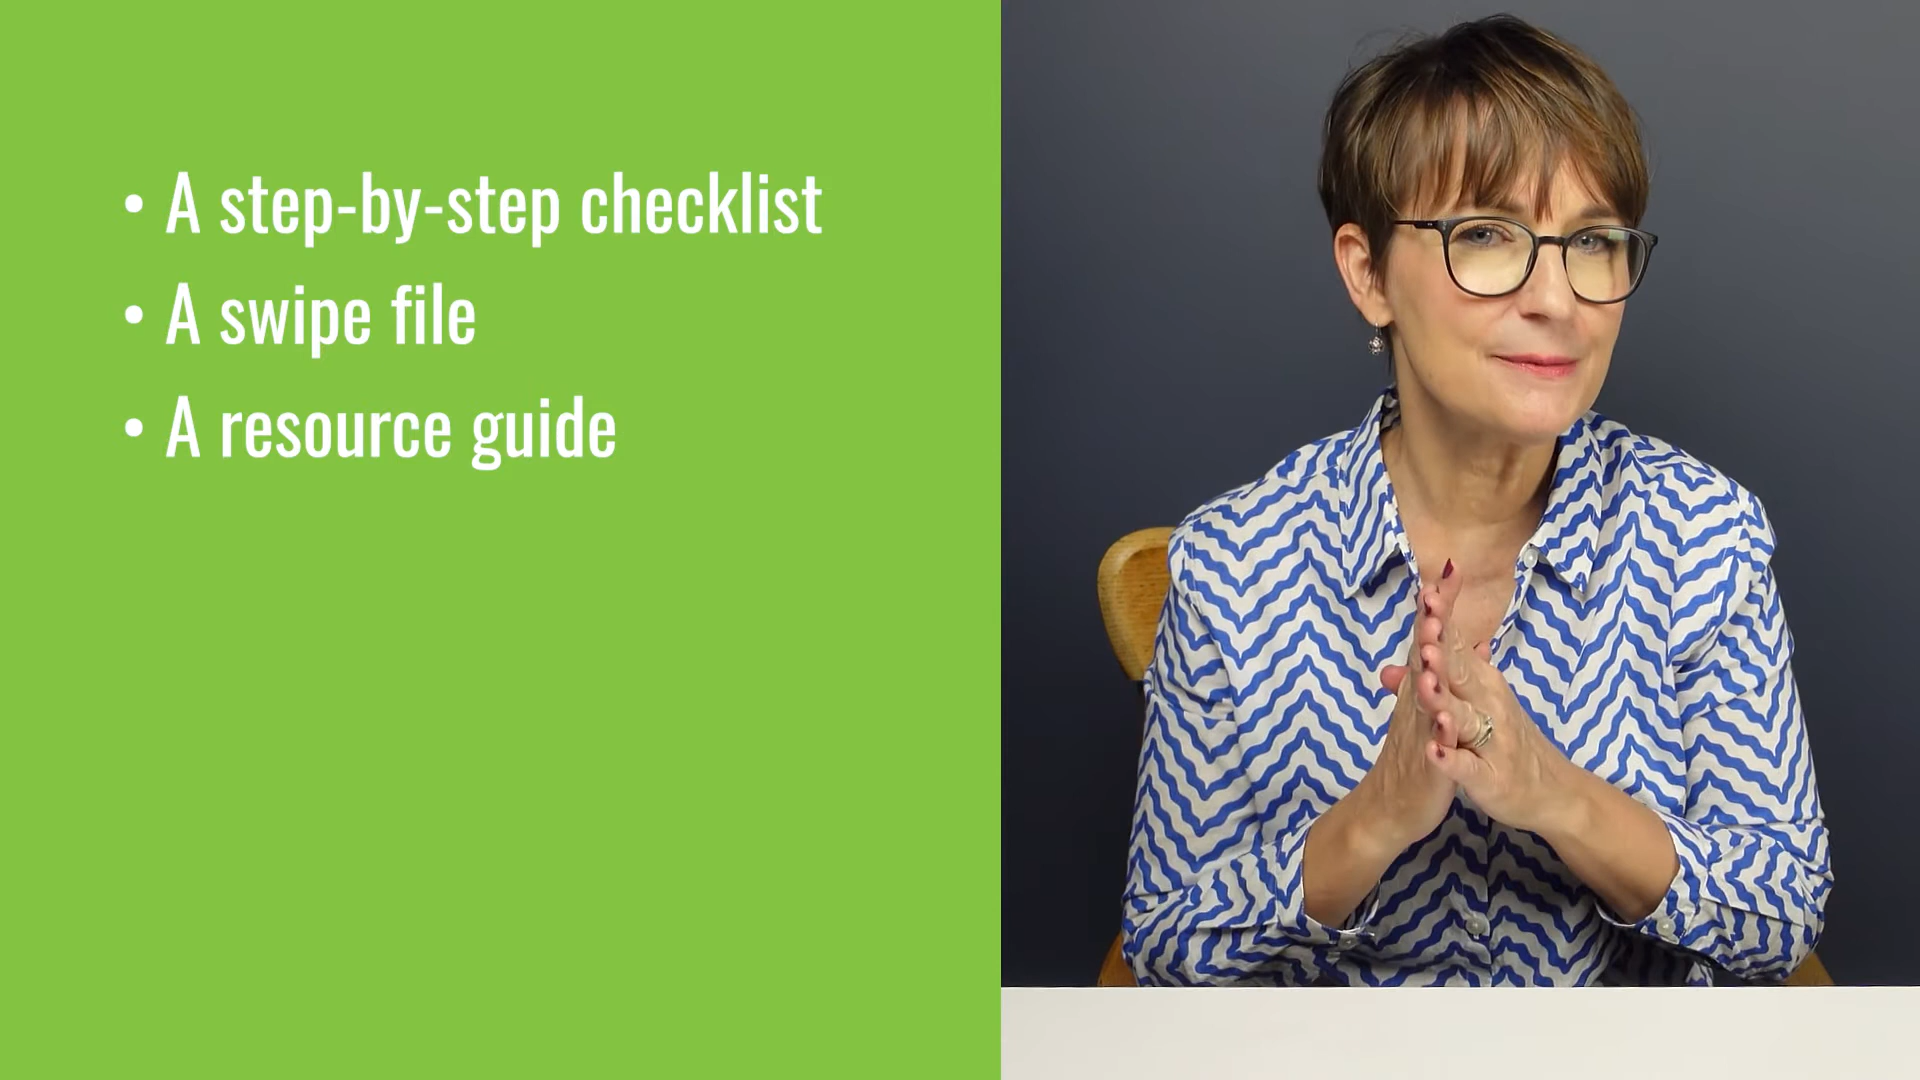 • A step-by-step checklist
• A swipe file
• A resource guide